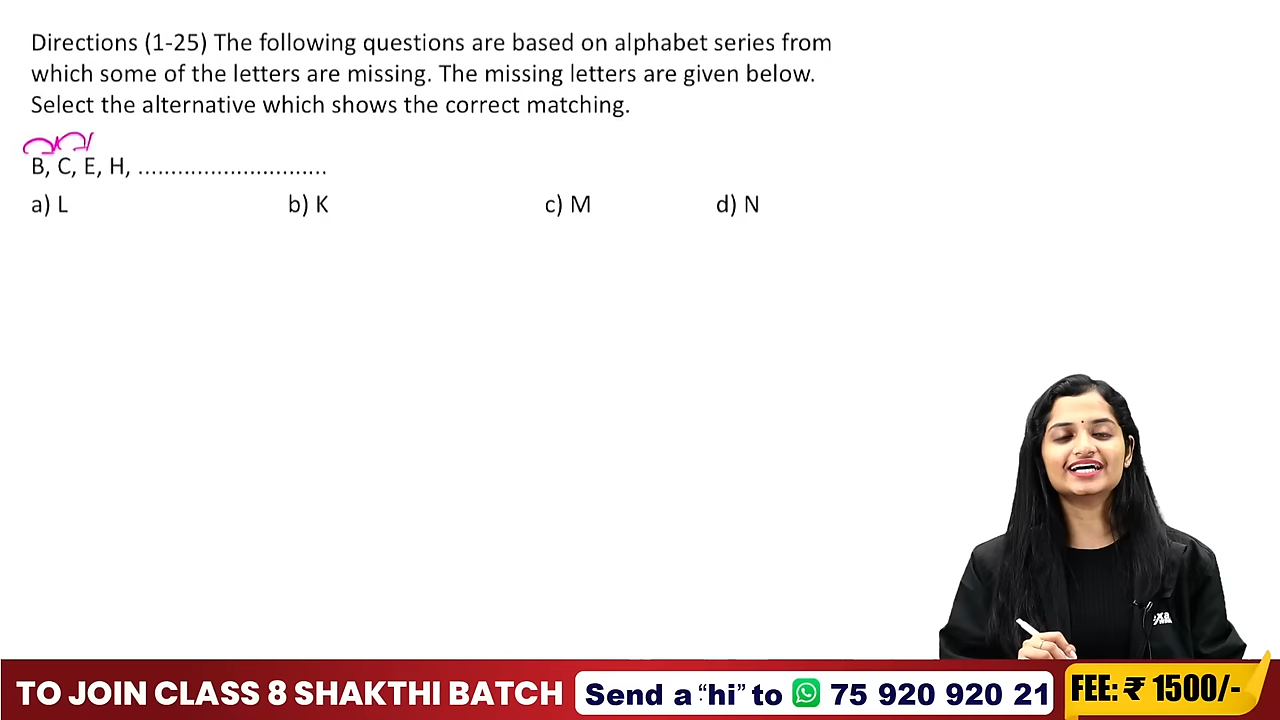 Directions (1-25) The following questions are based on alphabet series from
which some of the letters are missing. The missing letters are given below.
Select the alternative which shows the correct matching.
B, C, E, H, .............................
a) L b) K c) M d) N
TO JOIN CLASS 8 SHAKTHI BATCH Send a “hi” to 75 920 920 21 FEE: ₹ 1500/-